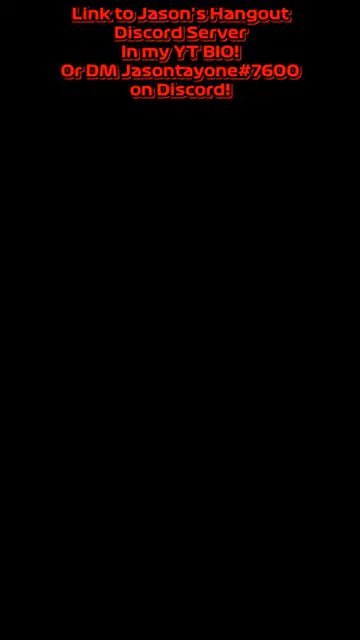 Link to Jason's Hangout
Discord Server
In my YT BIO!
Or DM Jasontayone#7600
on Discord!